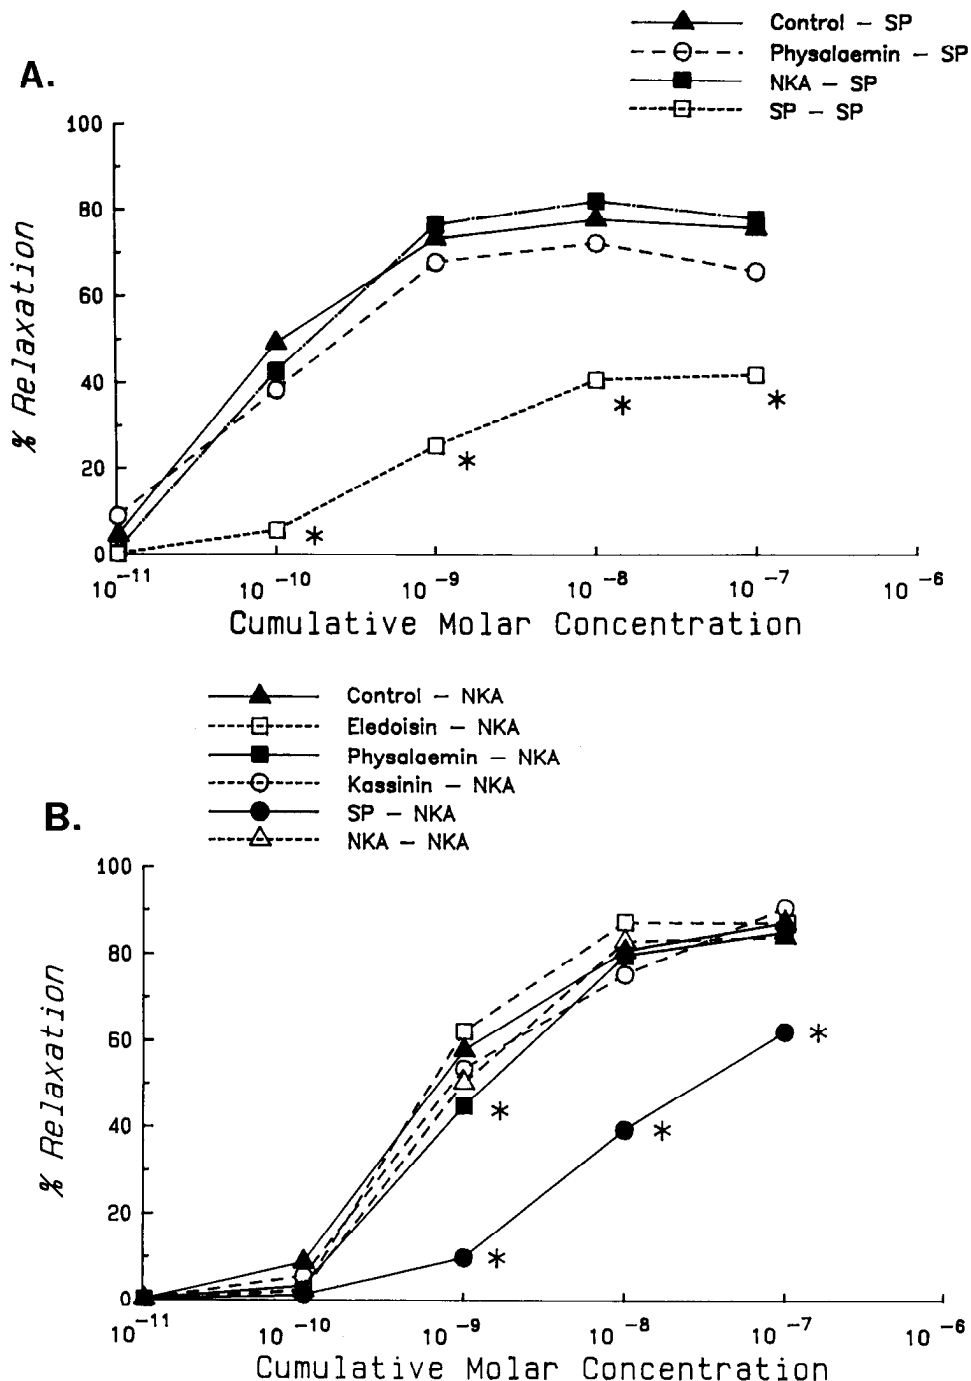 A.
Control – SP
Physalaemin – SP
NKA – SP
SP – SP
% Relaxation
100
80
60
40
20
0
*
*
*
*
10⁻¹¹ 10⁻¹⁰ 10⁻⁹ 10⁻⁸ 10⁻⁷ 10⁻⁶
Cumulative Molar Concentration
B.
Control – NKA
Eledoisin – NKA
Physalaemin – NKA
Kassinin – NKA
SP – NKA
NKA – NKA
% Relaxation
100
80
60
40
20
0
*
*
*
*
10⁻¹¹ 10⁻¹⁰ 10⁻⁹ 10⁻⁸ 10⁻⁷ 10⁻⁶
Cumulative Molar Concentration